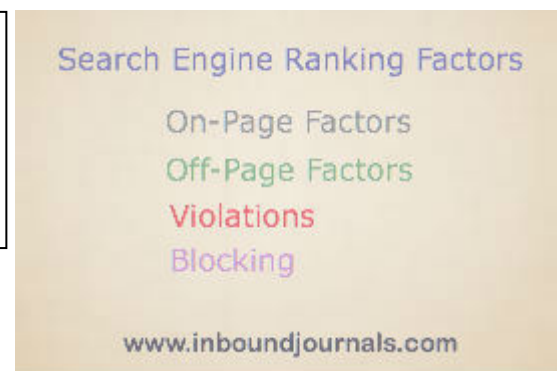 Search Engine Ranking Factors
On-Page Factors
Off-Page Factors
Violations
Blocking
www.inboundjournals.com